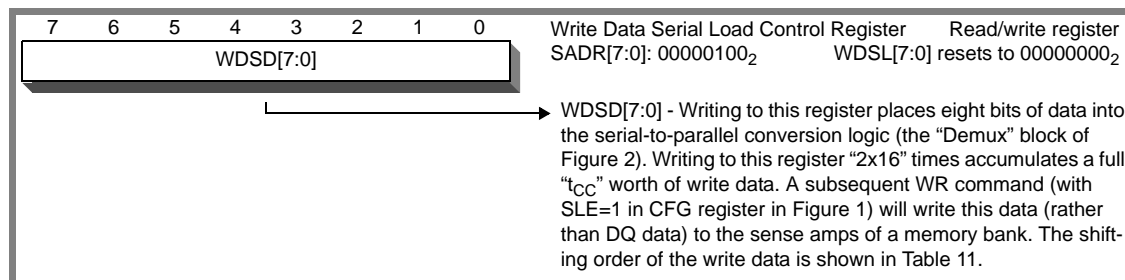 7 6 5 4 3 2 1 0
WDSD[7:0]
Write Data Serial Load Control Register Read/write register
SADR[7:0]: 00000100₂ WDSL[7:0] resets to 00000000₂
WDSD[7:0] - Writing to this register places eight bits of data into
the serial-to-parallel conversion logic (the “Demux” block of
Figure 2). Writing to this register “2x16” times accumulates a full
“tCC” worth of write data. A subsequent WR command (with
SLE=1 in CFG register in Figure 1) will write this data (rather
than DQ data) to the sense amps of a memory bank. The shift-
ing order of the write data is shown in Table 11.